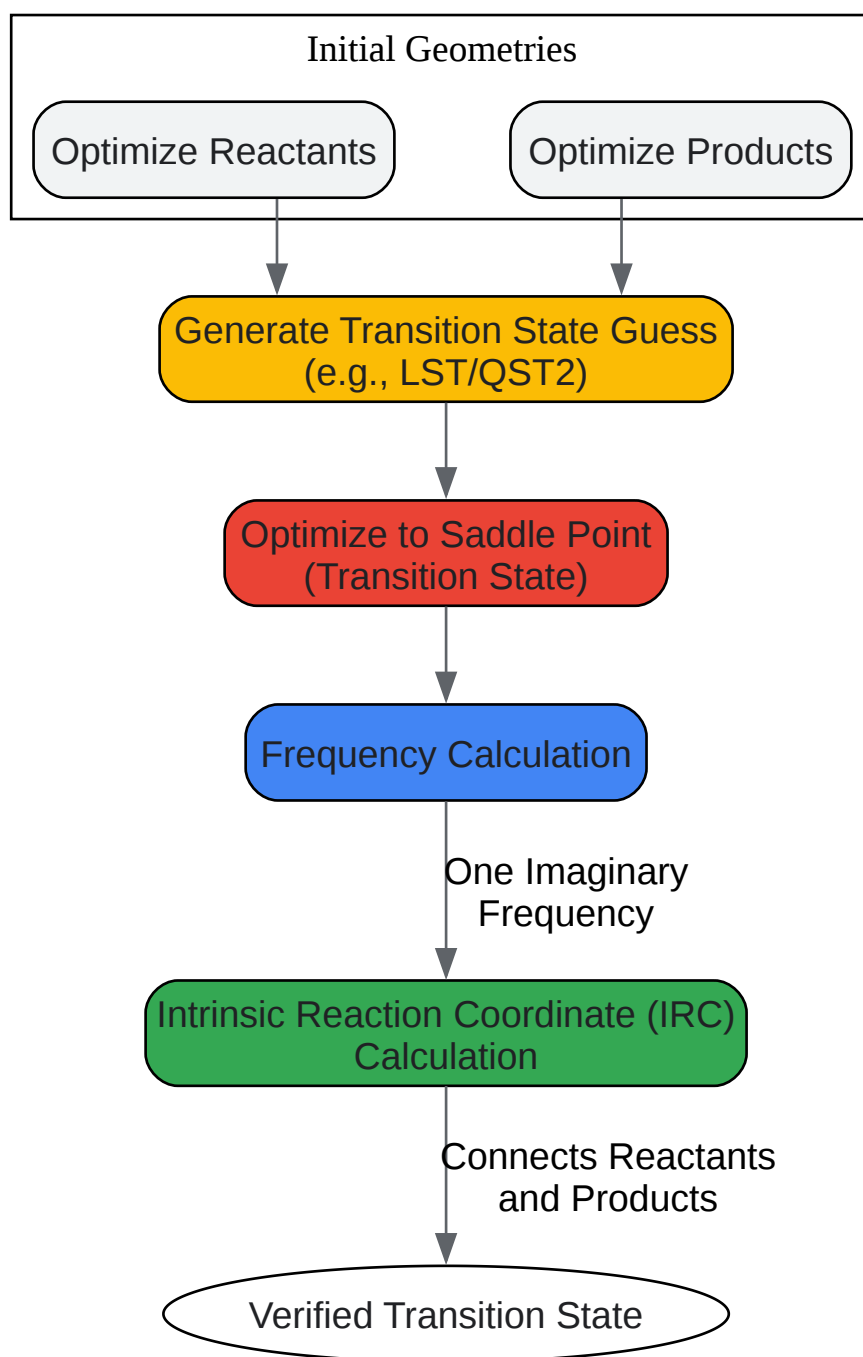 Initial Geometries
Optimize Reactants
Optimize Products
Generate Transition State Guess
(e.g., LST/QST2)
Optimize to Saddle Point
(Transition State)
Frequency Calculation
One Imaginary
Frequency
Intrinsic Reaction Coordinate (IRC)
Calculation
Connects Reactants
and Products
Verified Transition State